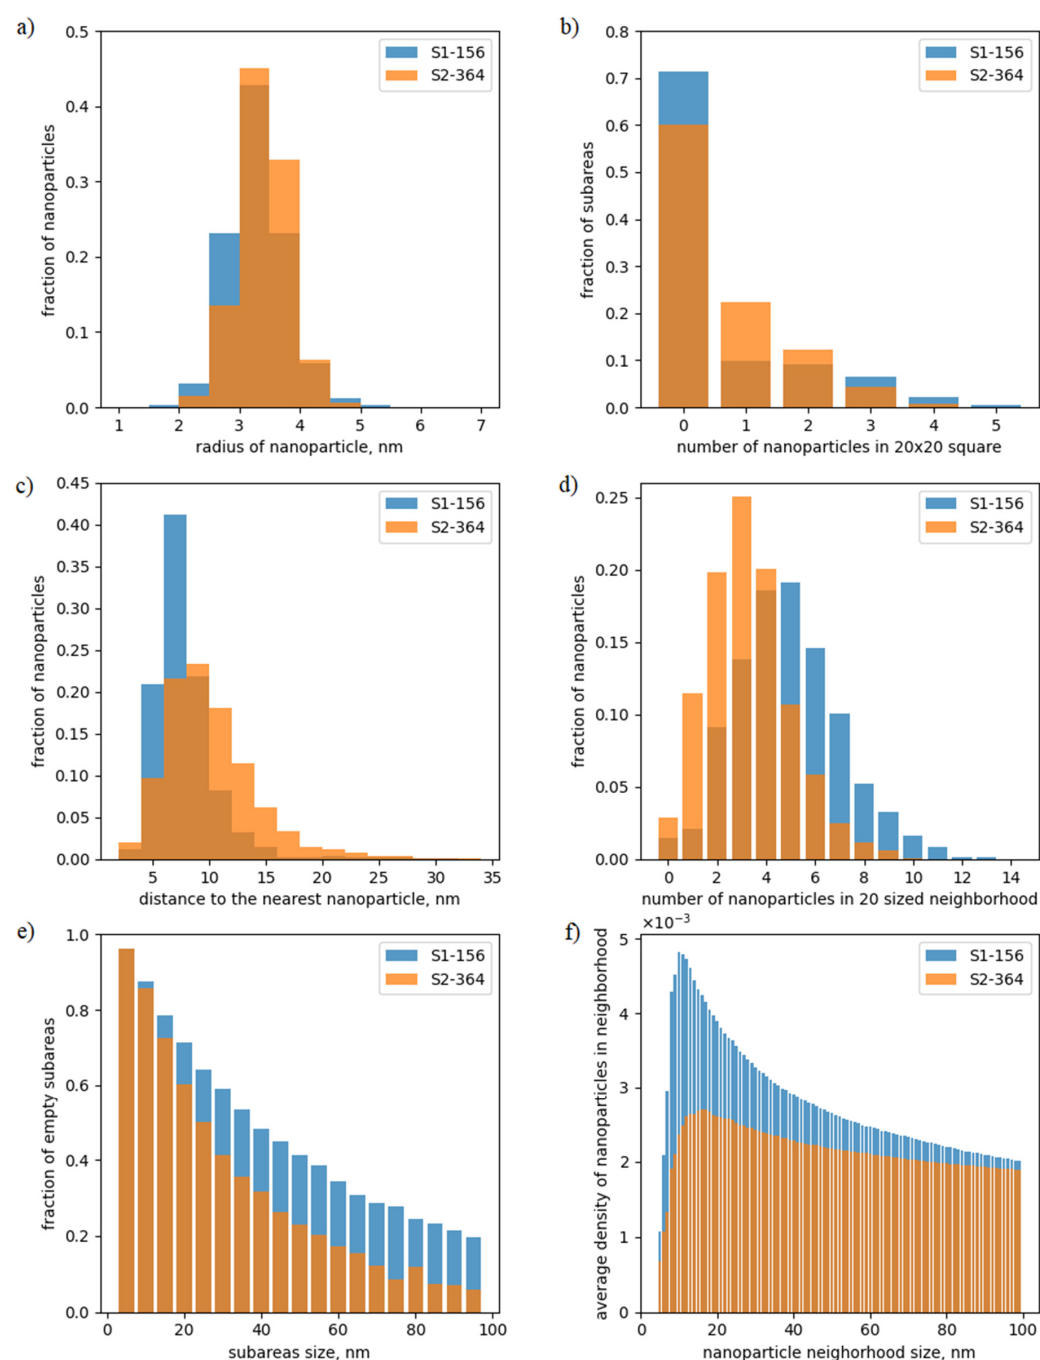 a)
0.5
0.4
0.3
0.2
0.1
0.0
fraction of nanoparticles
S1-156
S2-364
1 2 3 4 5 6 7
radius of nanoparticle, nm
b)
0.8
0.7
0.6
0.5
0.4
0.3
0.2
0.1
0.0
fraction of subareas
S1-156
S2-364
0 1 2 3 4 5
number of nanoparticles in 20x20 square
c)
0.45
0.40
0.35
0.30
0.25
0.20
0.15
0.10
0.05
0.00
fraction of nanoparticles
S1-156
S2-364
5 10 15 20 25 30 35
distance to the nearest nanoparticle, nm
d)
0.25
0.20
0.15
0.10
0.05
0.00
fraction of nanoparticles
S1-156
S2-364
0 2 4 6 8 10 12 14
number of nanoparticles in 20 sized neighborhood
e)
1.0
0.8
0.6
0.4
0.2
0.0
fraction of empty subareas
S1-156
S2-364
0 20 40 60 80 100
subareas size, nm
f)
×10⁻³
5
4
3
2
1
0
average density of nanoparticles in neighborhood
S1-156
S2-364
0 20 40 60 80 100
nanoparticle neighorhood size, nm